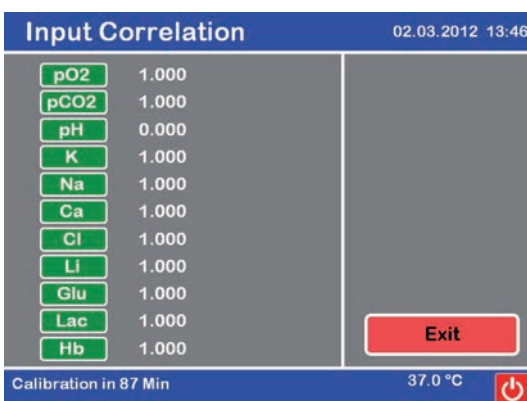 Input Correlation 02.03.2012 13:46
pO2 1.000
pCO2 1.000
pH 0.000
K 1.000
Na 1.000
Ca 1.000
Cl 1.000
Li 1.000
Glu 1.000
Lac 1.000
Hb 1.000
Exit
Calibration in 87 Min 37.0 °C